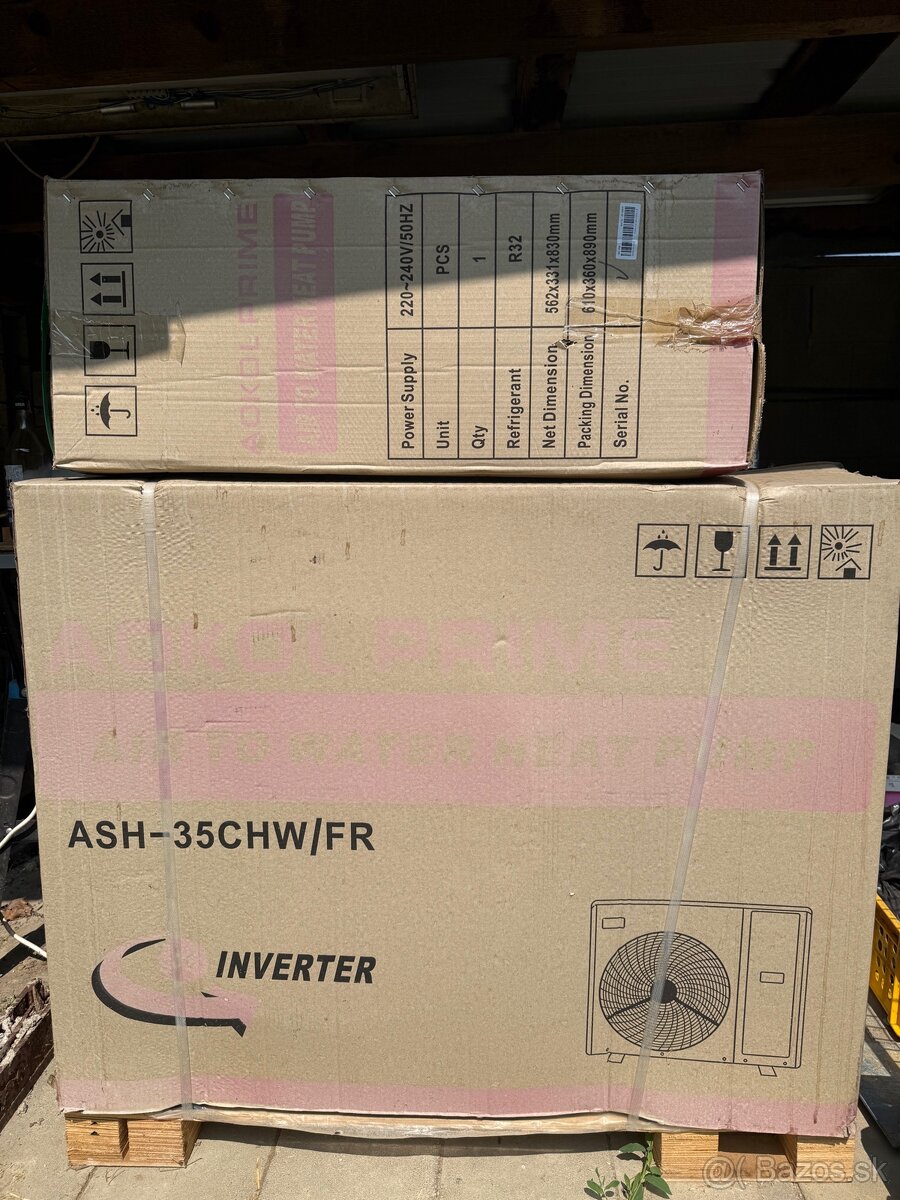 AOKOL PRIME
AIR TO WATER HEAT PUMP
Power Supply 220~240V/50HZ
Unit PCS
Qty 1
Refrigerant R32
Net Dimension 562x331x830mm
Packing Dimension 610x360x890mm
Serial No.
AOKOL PRIME
AIR TO WATER HEAT PUMP
ASH-35CHW/FR
INVERTER
Bazos.sk